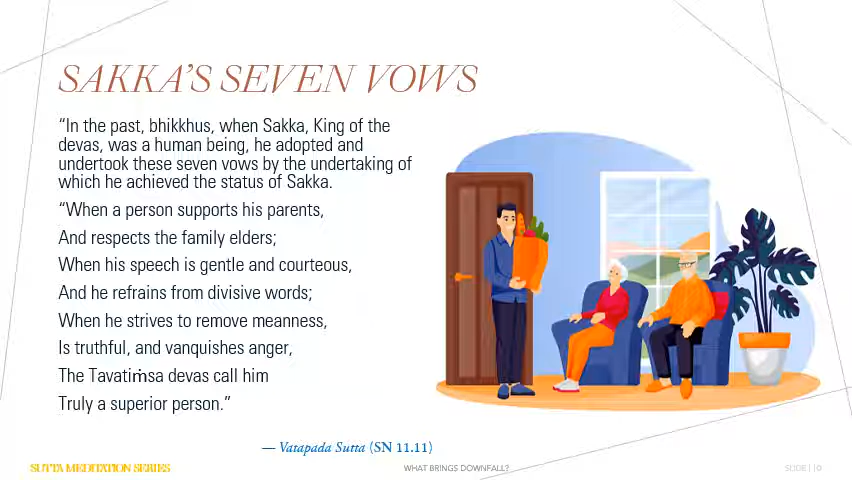 SAKKA'S SEVEN VOWS
“In the past, bhikkhus, when Sakka, King of the
devas, was a human being, he adopted and
undertook these seven vows by the undertaking of
which he achieved the status of Sakka.
“When a person supports his parents,
And respects the family elders;
When his speech is gentle and courteous,
And he refrains from divisive words;
When he strives to remove meanness,
Is truthful, and vanquishes anger,
The Tavatiṁsa devas call him
Truly a superior person.”
— Vatapada Sutta (SN 11.11)
SUTTA MEDITATION SERIES
WHAT BRINGS DOWNFALL?
SLIDE | 10